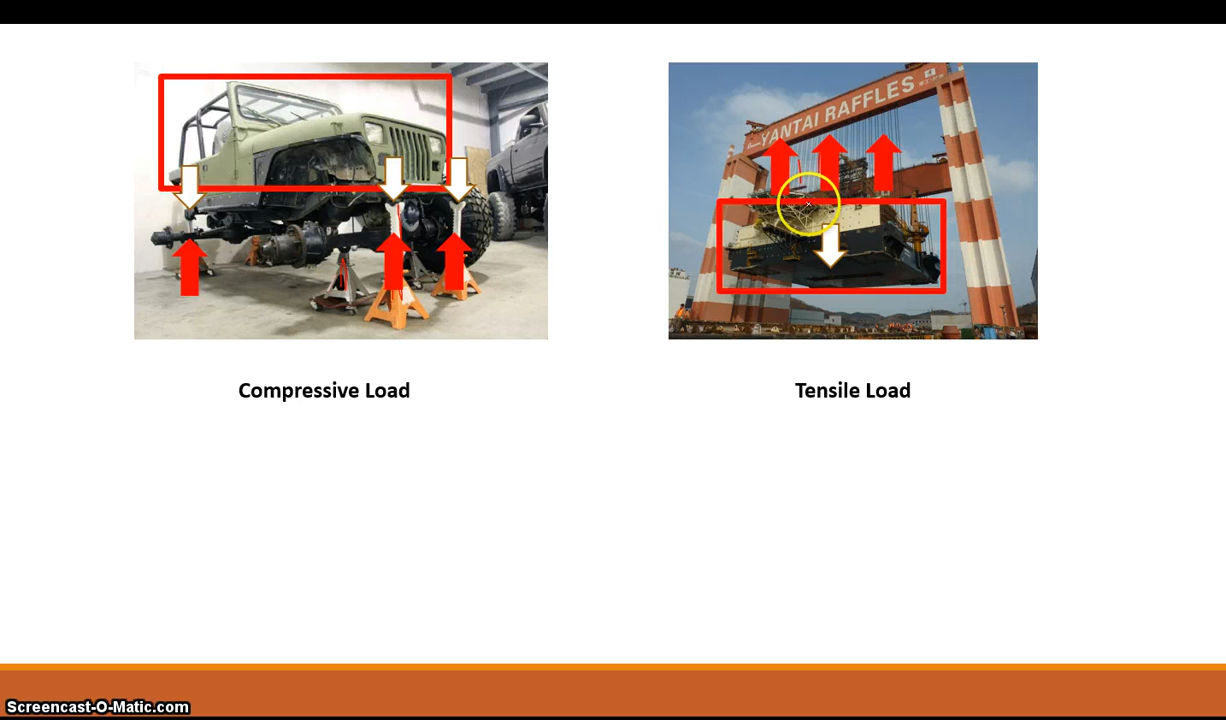 YANTAI RAFFLES
Compressive Load
Tensile Load
Screencast-O-Matic.com